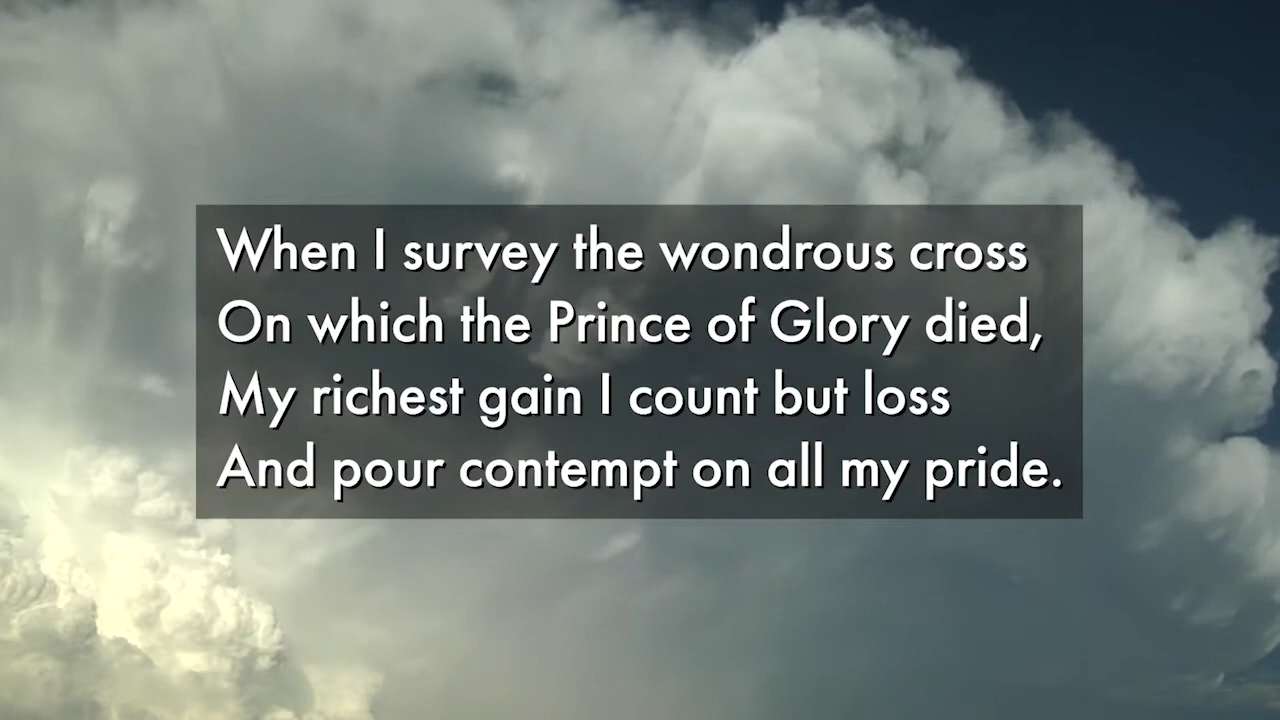 When I survey the wondrous cross
On which the Prince of Glory died,
My richest gain I count but loss
And pour contempt on all my pride.